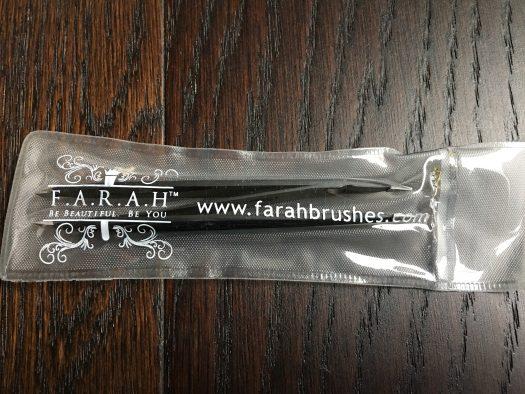 F.A.R.A.H™
BE BEAUTIFUL. BE YOU
www.farahbrushes.com